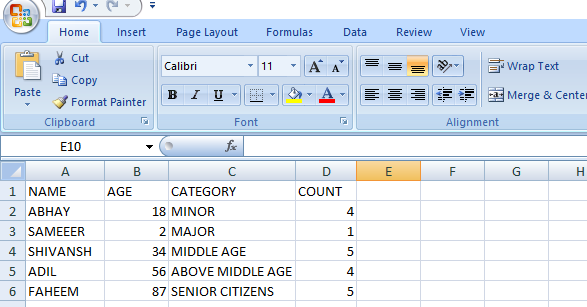 Home Insert Page Layout Formulas Data Review View
Cut
Copy
Format Painter
Paste
Clipboard
Calibri 11
B I U A
Font
Wrap Text
Merge & Center
Alignment
E10 fx
A B C D E F G H
1 NAME AGE CATEGORY COUNT
2 ABHAY 18 MINOR 4
3 SAMEEER 2 MAJOR 1
4 SHIVANSH 34 MIDDLE AGE 5
5 ADIL 56 ABOVE MIDDLE AGE 4
6 FAHEEM 87 SENIOR CITIZENS 5